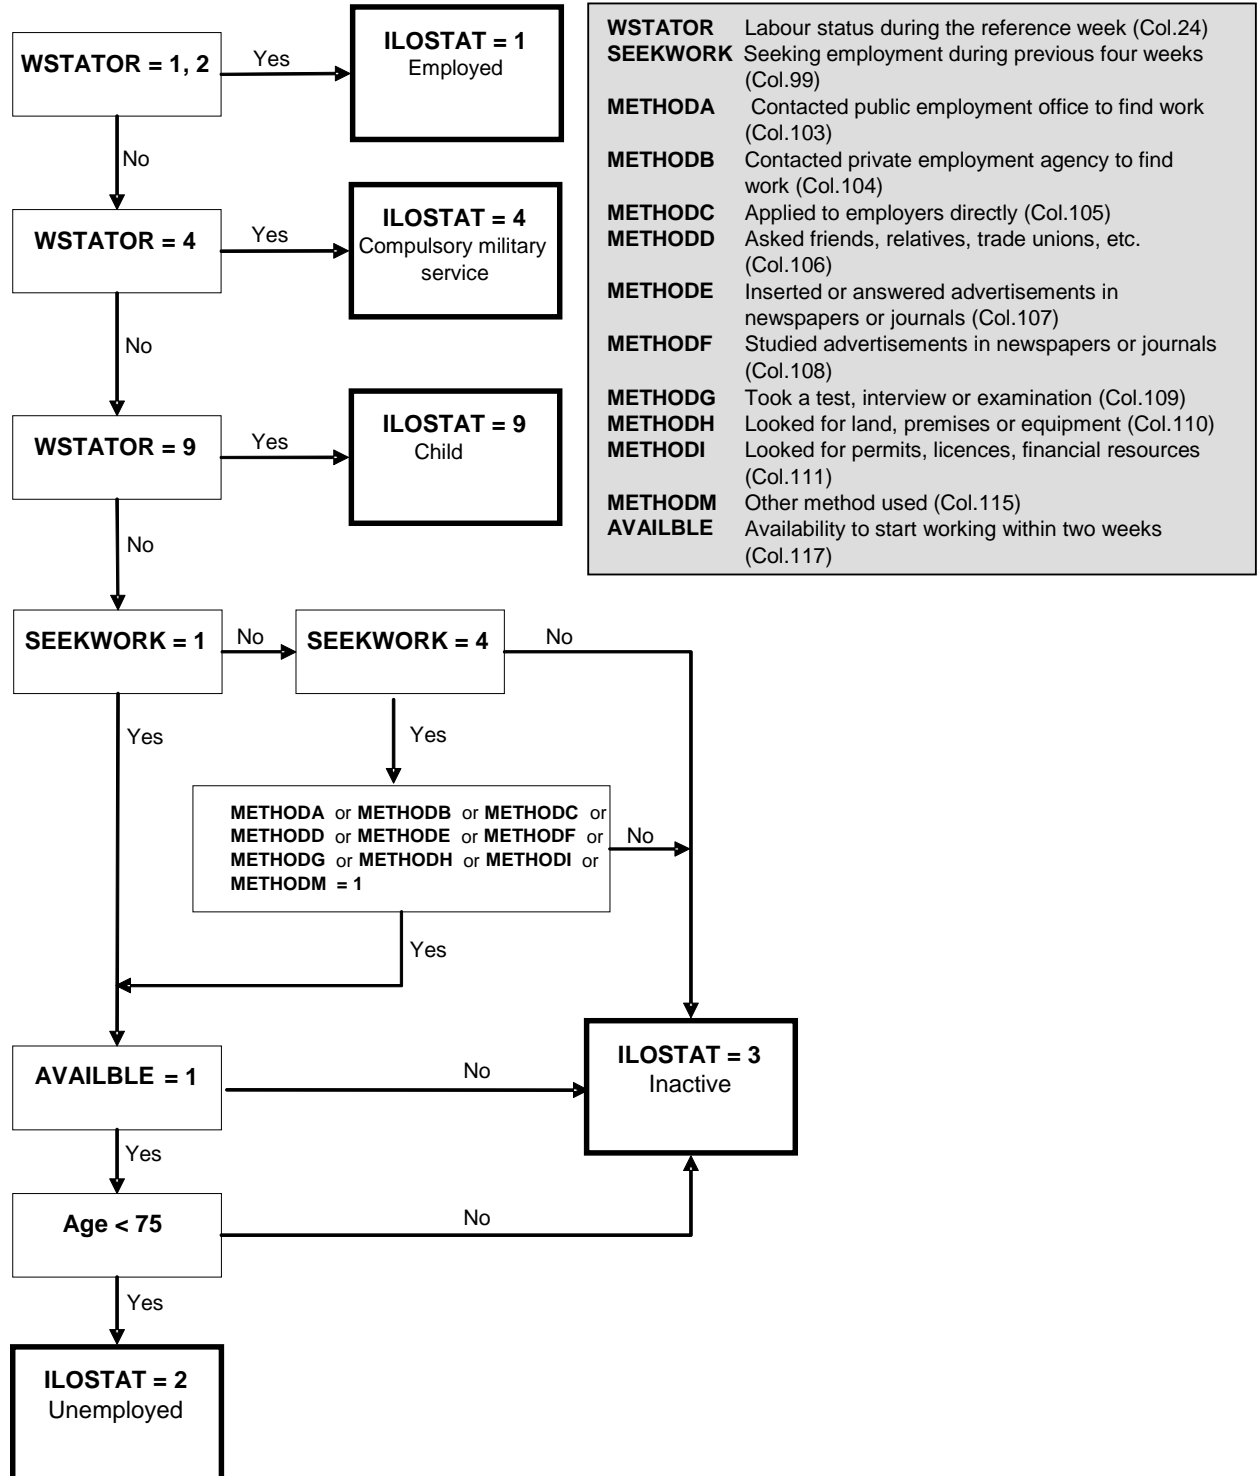 WSTATOR = 1, 2
Yes
ILOSTAT = 1
Employed
No
WSTATOR = 4
Yes
ILOSTAT = 4
Compulsory military
service
No
WSTATOR = 9
Yes
ILOSTAT = 9
Child
No
WSTATOR Labour status during the reference week (Col.24)
SEEKWORK Seeking employment during previous four weeks
(Col.99)
METHODA Contacted public employment office to find work
(Col.103)
METHODB Contacted private employment agency to find
work (Col.104)
METHODC Applied to employers directly (Col.105)
METHODD Asked friends, relatives, trade unions, etc.
(Col.106)
METHODE Inserted or answered advertisements in
newspapers or journals (Col.107)
METHODF Studied advertisements in newspapers or journals
(Col.108)
METHODG Took a test, interview or examination (Col.109)
METHODH Looked for land, premises or equipment (Col.110)
METHODI Looked for permits, licences, financial resources
(Col.111)
METHODM Other method used (Col.115)
AVAILBLE Availability to start working within two weeks
(Col.117)
SEEKWORK = 1
No
SEEKWORK = 4
No
Yes
Yes
METHODA or METHODB or METHODC or
METHODD or METHODE or METHODF or
METHODG or METHODH or METHODI or
METHODM = 1
No
Yes
AVAILBLE = 1
No
ILOSTAT = 3
Inactive
Yes
Age < 75
No
Yes
ILOSTAT = 2
Unemployed